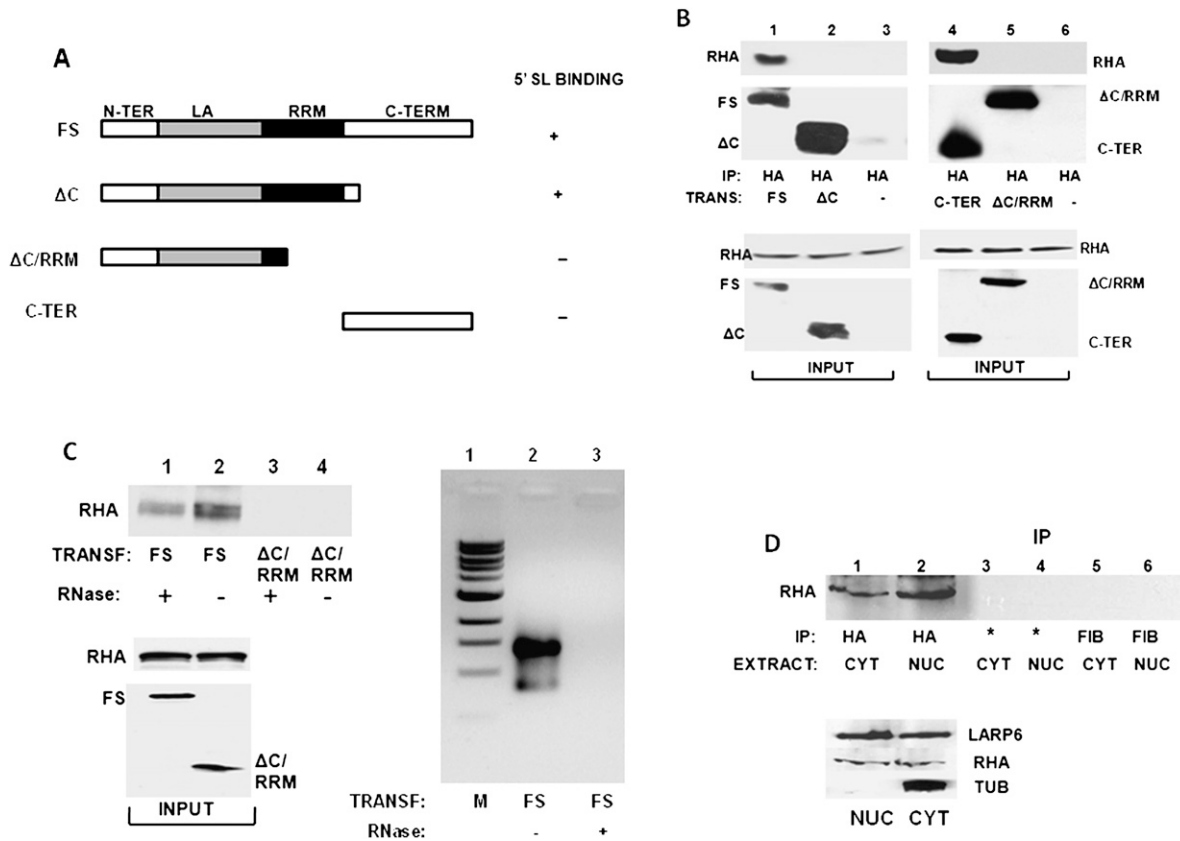 A
5' SL BINDING
N-TER LA RRM C-TERM
FS
+
ΔC
+
ΔC/RRM
–
C-TER
–
B
1 2 3 4 5 6
RHA RHA
FS ΔC/RRM
ΔC C-TER
IP: HA HA HA HA HA HA
TRANS: FS ΔC - C-TER ΔC/RRM -
RHA RHA
FS ΔC/RRM
ΔC C-TER
INPUT INPUT
C
1 2 3 4
RHA
TRANSF: FS FS ΔC/ ΔC/
RRM RRM
RNase: + – + –
RHA
FS
ΔC/
RRM
INPUT
1 2 3
TRANSF: M FS FS
RNase: - +
D
IP
1 2 3 4 5 6
RHA
IP: HA HA * * FIB FIB
EXTRACT: CYT NUC CYT NUC CYT NUC
LARP6
RHA
TUB
NUC CYT